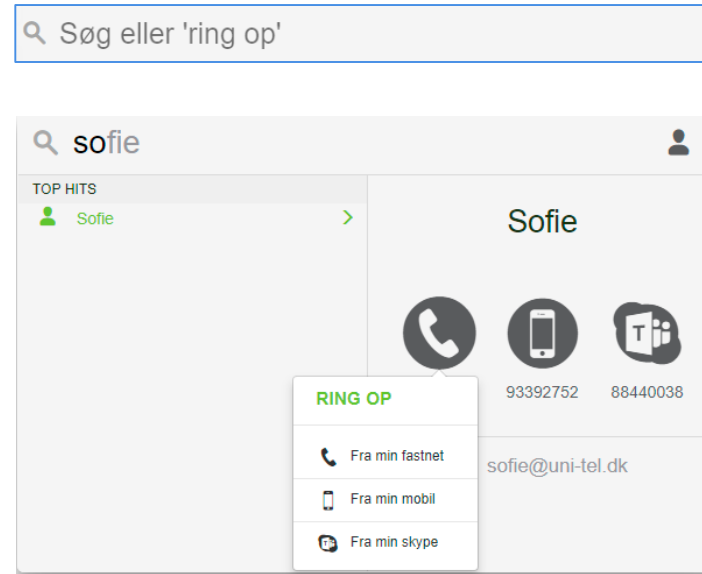 Søg eller 'ring op'
sofie
TOP HITS
Sofie
Sofie
93392752
88440038
RING OP
Fra min fastnet
Fra min mobil
Fra min skype
sofie@uni-tel.dk